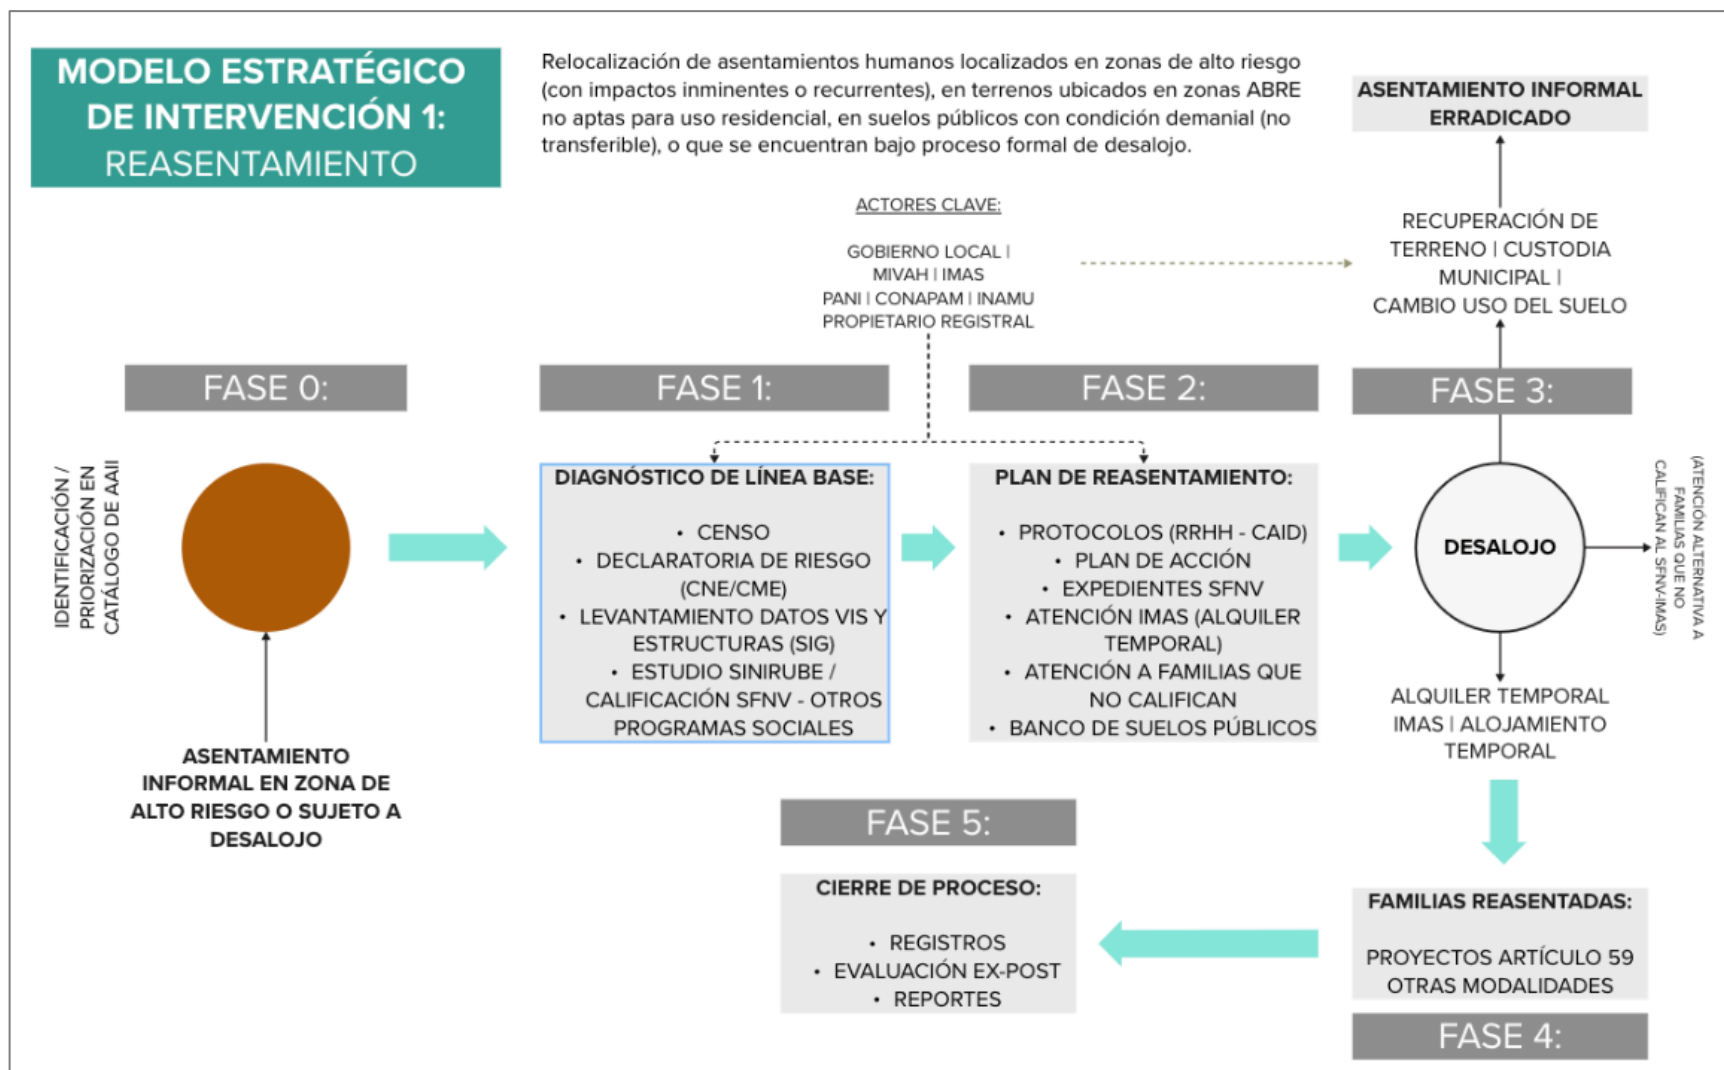 MODELO ESTRATÉGICO
DE INTERVENCIÓN 1:
REASENTAMIENTO
Relocalización de asentamientos humanos localizados en zonas de alto riesgo
(con impactos inminentes o recurrentes), en terrenos ubicados en zonas ABRE
no aptas para uso residencial, en suelos públicos con condición demanial (no
transferible), o que se encuentran bajo proceso formal de desalojo.
ASENTAMIENTO INFORMAL
ERRADICADO
ACTORES CLAVE:
GOBIERNO LOCAL |
MIVAH | IMAS
PANI | CONAPAM | INAMU
PROPIETARIO REGISTRAL
RECUPERACIÓN DE
TERRENO | CUSTODIA
MUNICIPAL |
CAMBIO USO DEL SUELO
FASE 0:
IDENTIFICACIÓN /
PRIORIZACIÓN EN
CATÁLOGO DE AAII
ASENTAMIENTO
INFORMAL EN ZONA DE
ALTO RIESGO O SUJETO A
DESALOJO
FASE 1:
DIAGNÓSTICO DE LÍNEA BASE:
• CENSO
• DECLARATORIA DE RIESGO
(CNE/CME)
• LEVANTAMIENTO DATOS VIS Y
ESTRUCTURAS (SIG)
• ESTUDIO SINIRUBE /
CALIFICACIÓN SFNV - OTROS
PROGRAMAS SOCIALES
FASE 2:
PLAN DE REASENTAMIENTO:
• PROTOCOLOS (RRHH - CAID)
• PLAN DE ACCIÓN
• EXPEDIENTES SFNV
• ATENCIÓN IMAS (ALQUILER
TEMPORAL)
• ATENCIÓN A FAMILIAS QUE
NO CALIFICAN
• BANCO DE SUELOS PÚBLICOS
FASE 3:
DESALOJO
(ATENCIÓN ALTERNATIVA A
FAMILIAS QUE NO
CALIFICAN AL SFNV-IMAS)
ALQUILER TEMPORAL
IMAS | ALOJAMIENTO
TEMPORAL
FAMILIAS REASENTADAS:
PROYECTOS ARTÍCULO 59
OTRAS MODALIDADES
FASE 4:
FASE 5:
CIERRE DE PROCESO:
• REGISTROS
• EVALUACIÓN EX-POST
• REPORTES